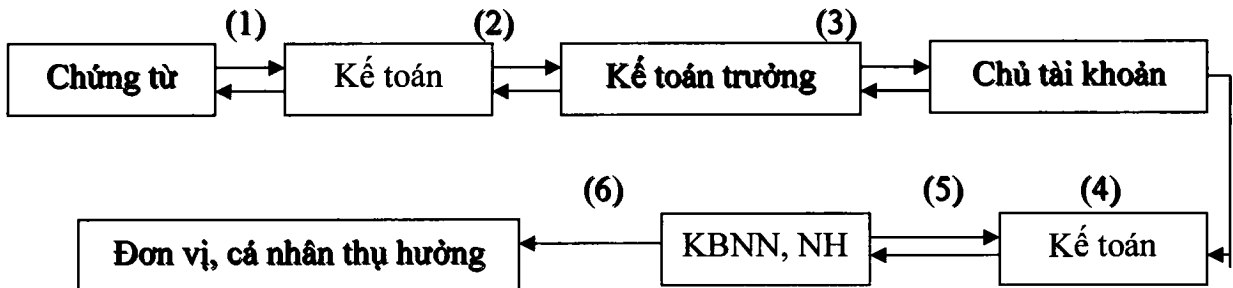 (1) (2) (3)
Chứng từ Kế toán Kế toán trưởng Chủ tài khoản
(6) (5) (4)
Đơn vị, cá nhân thụ hưởng KBNN, NH Kế toán